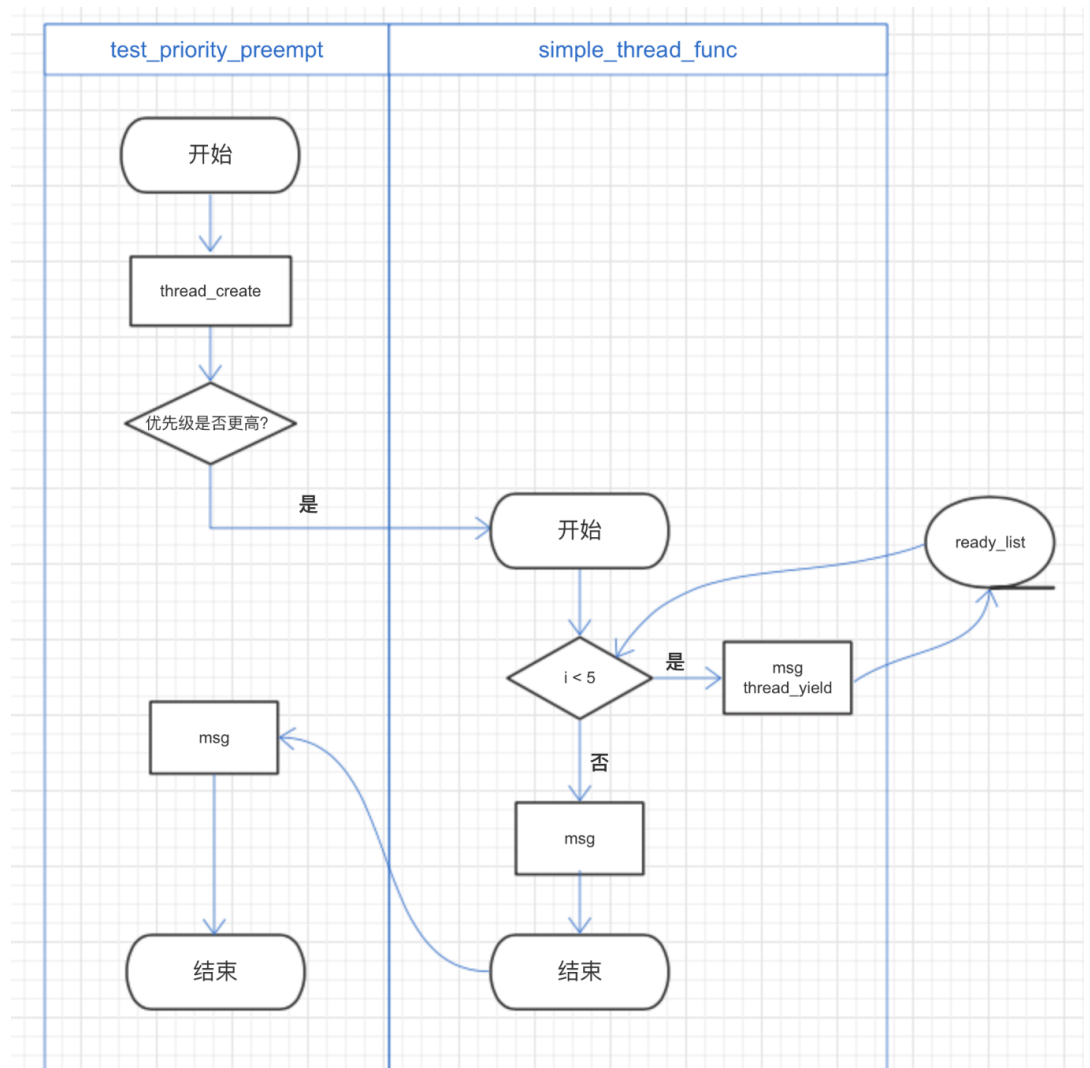 test_priority_preempt
simple_thread_func
开始
thread_create
优先级是否更高?
是
开始
ready_list
i < 5
是
msg
thread_yield
否
msg
msg
结束
结束